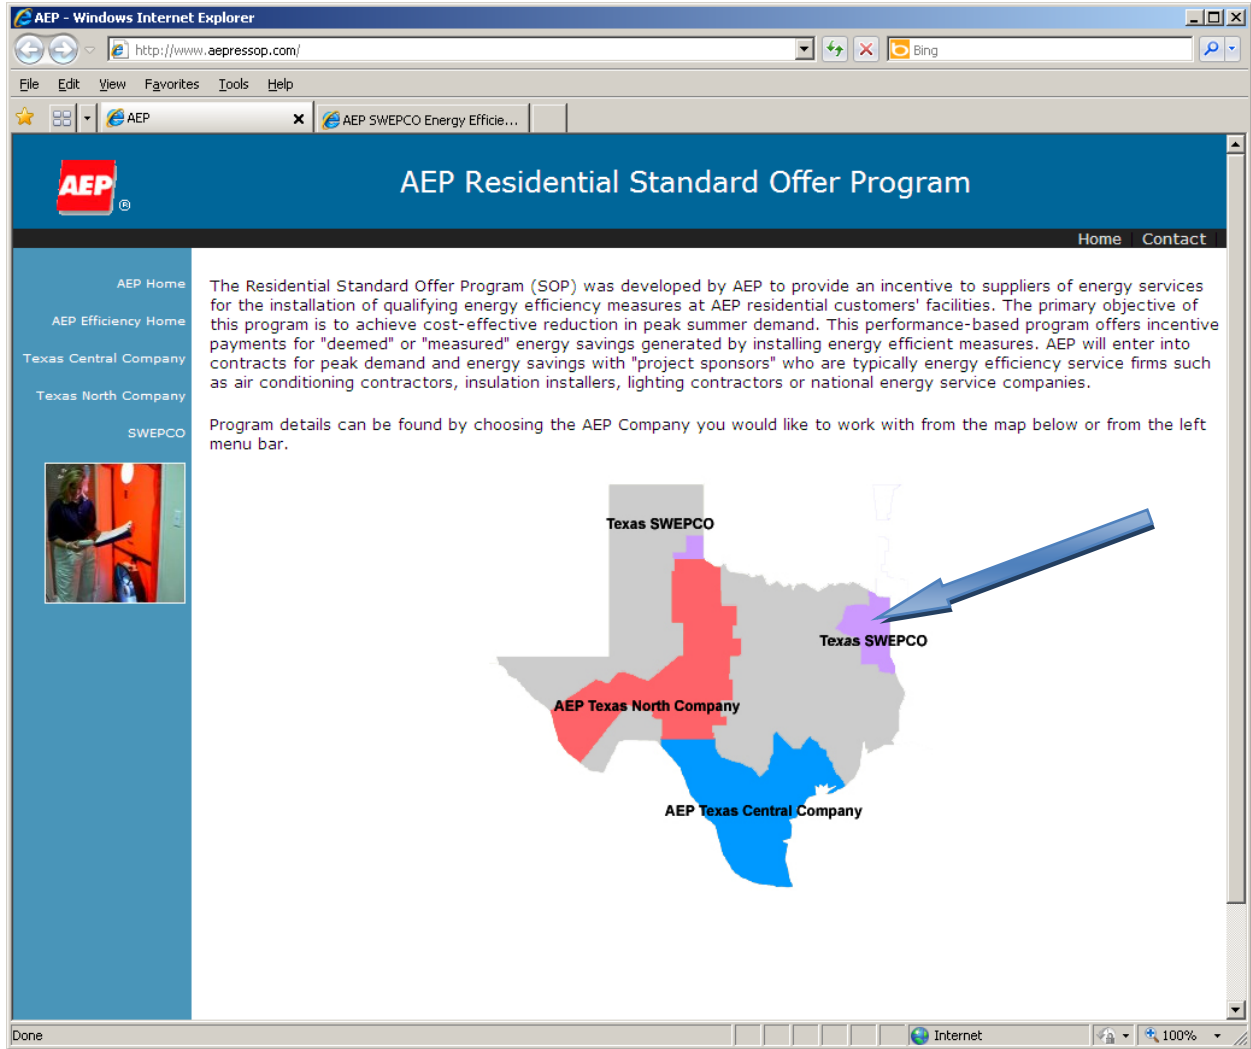 AEP - Windows Internet Explorer
http://www.aepressop.com/
Bing
File Edit View Favorites Tools Help
AEP
AEP SWEPCO Energy Efficie...
AEP ®
AEP Residential Standard Offer Program
Home Contact
AEP Home
AEP Efficiency Home
Texas Central Company
Texas North Company
SWEPCO
The Residential Standard Offer Program (SOP) was developed by AEP to provide an incentive to suppliers of energy services
for the installation of qualifying energy efficiency measures at AEP residential customers' facilities. The primary objective of
this program is to achieve cost-effective reduction in peak summer demand. This performance-based program offers incentive
payments for "deemed" or "measured" energy savings generated by installing energy efficient measures. AEP will enter into
contracts for peak demand and energy savings with "project sponsors" who are typically energy efficiency service firms such
as air conditioning contractors, insulation installers, lighting contractors or national energy service companies.
Program details can be found by choosing the AEP Company you would like to work with from the map below or from the left
menu bar.
Texas SWEPCO
Texas SWEPCO
AEP Texas North Company
AEP Texas Central Company
Done
Internet
100%